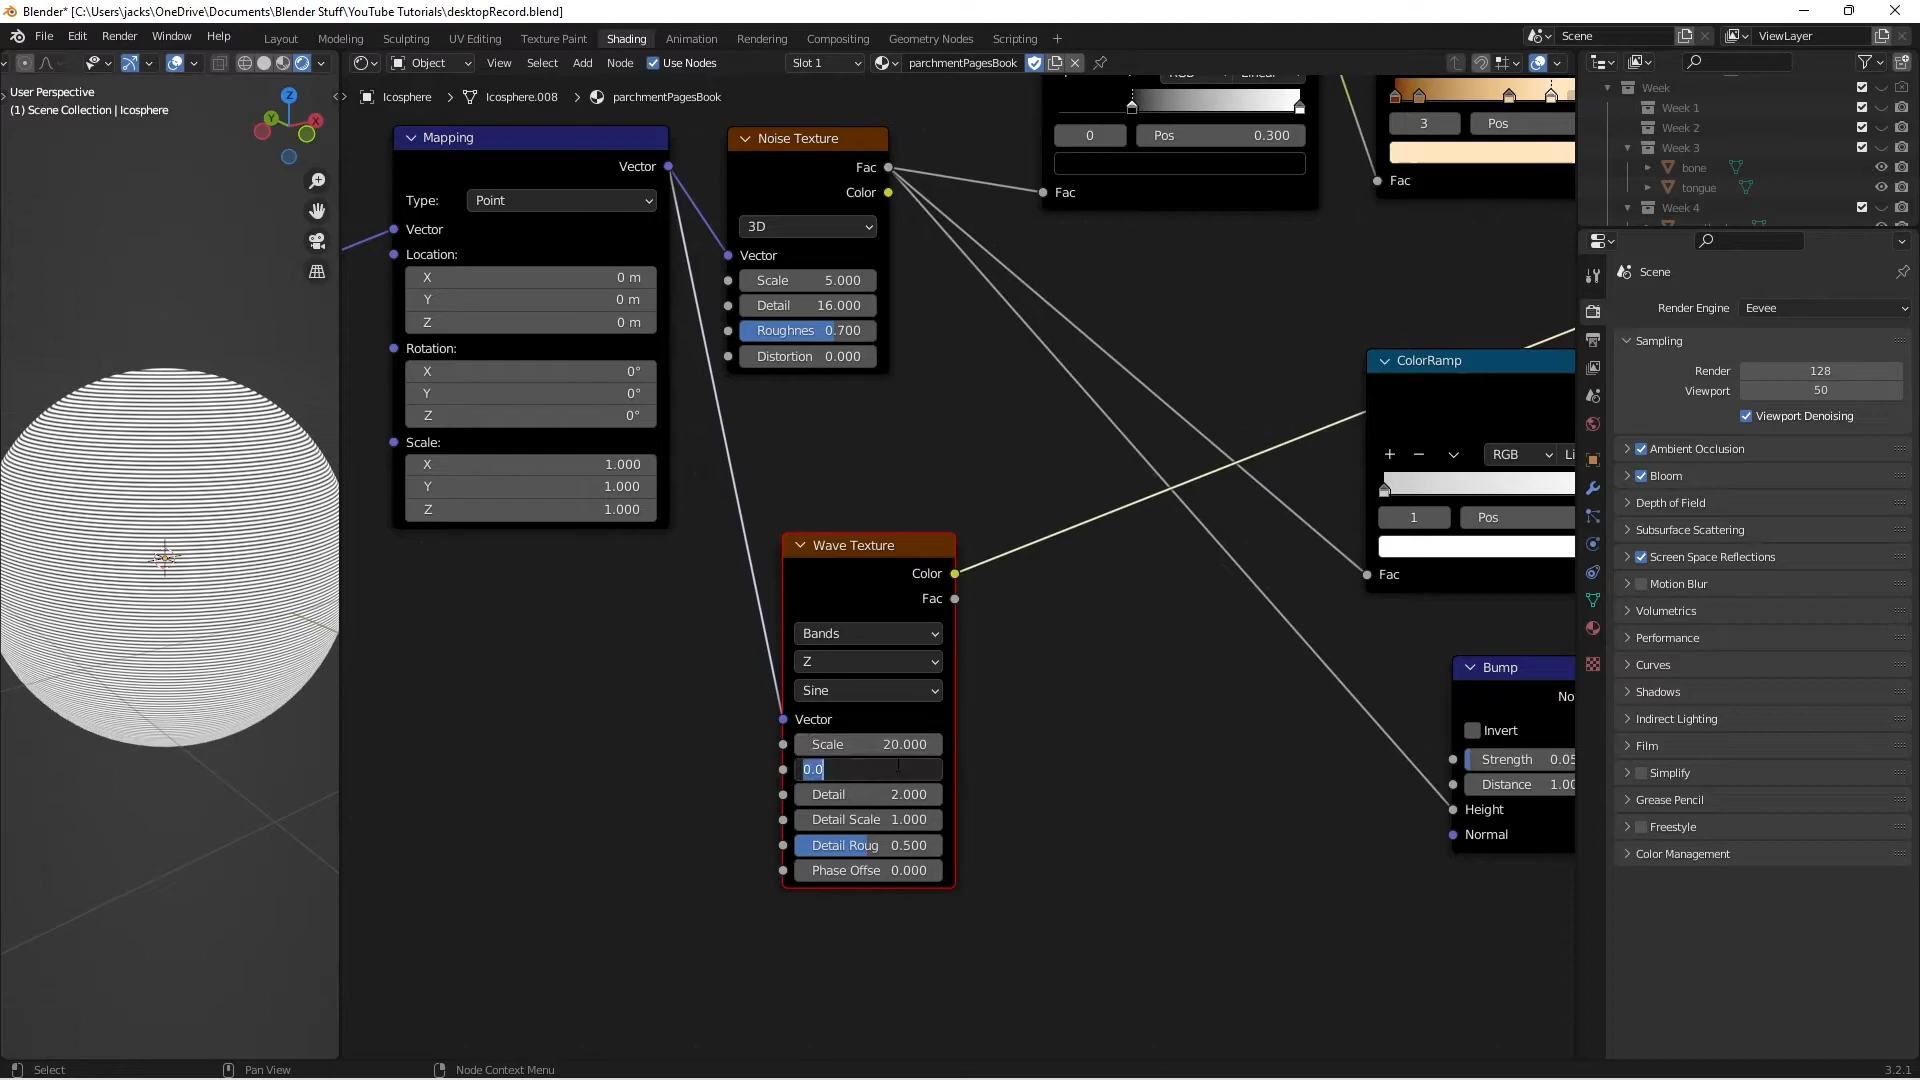 Blender* [C:\Users\jacks\OneDrive\Documents\Blender Stuff\YouTube Tutorials\desktopRecord.blend]
File Edit Render Window Help
Layout Modeling Sculpting UV Editing Texture Paint Shading Animation Rendering Compositing Geometry Nodes Scripting +
Scene
ViewLayer
Object View Select Add Node Use Nodes Slot 1 parchmentPagesBook
User Perspective
(1) Scene Collection | Icosphere
Icosphere > Icosphere.008 > parchmentPagesBook
Z
Y
X
Mapping
Vector
Type: Point
Vector
Location:
X 0 m
Y 0 m
Z 0 m
Rotation:
X 0°
Y 0°
Z 0°
Scale:
X 1.000
Y 1.000
Z 1.000
Noise Texture
Fac
Color
3D
Vector
Scale 5.000
Detail 16.000
Roughnes 0.700
Distortion 0.000
0 Pos 0.300
Fac
3 Pos
Fac
Wave Texture
Color
Fac
Bands
Z
Sine
Vector
Scale 20.000
0.0
Detail 2.000
Detail Scale 1.000
Detail Roug 0.500
Phase Offse 0.000
ColorRamp
+ − RGB Li
1 Pos
Fac
Bump
No
Invert
Strength 0.05
Distance 1.00
Height
Normal
Week
Week 1
Week 2
Week 3
bone
tongue
Week 4
Scene
Render Engine Eevee
Sampling
Render 128
Viewport 50
Viewport Denoising
Ambient Occlusion
Bloom
Depth of Field
Subsurface Scattering
Screen Space Reflections
Motion Blur
Volumetrics
Performance
Curves
Shadows
Indirect Lighting
Film
Simplify
Grease Pencil
Freestyle
Color Management
Select Pan View Node Context Menu 3.2.1